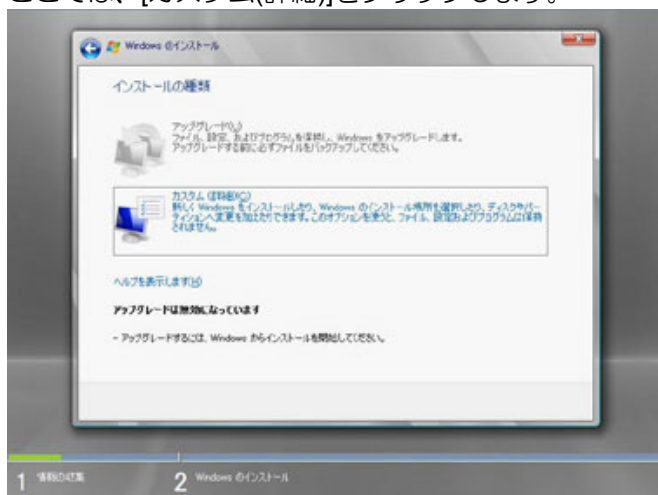 ここでは、[カスタム(詳細)]をクリックします。
Windows のインストール
インストールの種類
アップグレード(U)
ファイル、設定、およびプログラムを保持し、Windows をアップグレードします。
アップグレードする前に必ずファイルをバックアップしてください。
カスタム (詳細)(C)
新しく Windows をインストールしたり、Windows のインストール場所を選択したり、ディスクやパー
ティションへ変更を加えたりできます。このオプションを使うと、ファイル、設定およびプログラムは保持
されません。
ヘルプを表示します(H)
アップグレードは無効になっています
- アップグレードするには、Windows からインストールを開始してください。
1 情報の収集
2 Windows のインストール